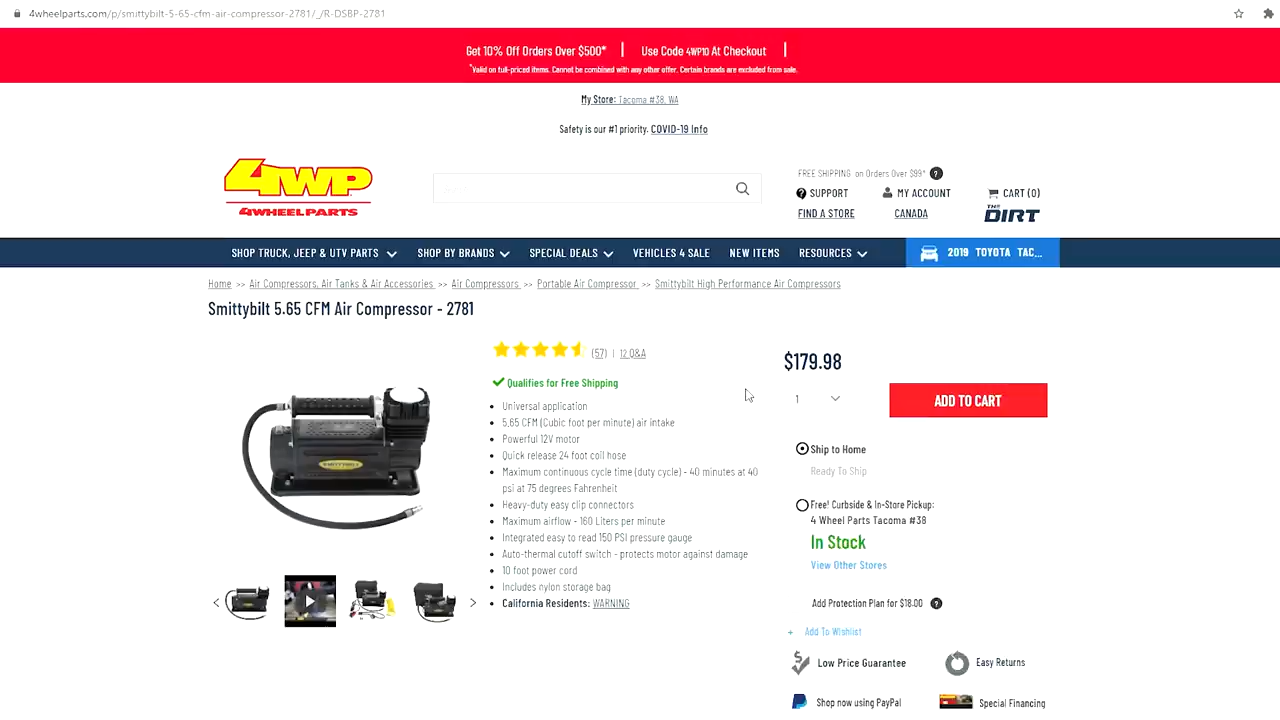 4wheelparts.com/p/smittybilt-5-65-cfm-air-compressor-2781/_/R-DSBP-2781
Get 10% Off Orders Over $500* | Use Code 4WP10 At Checkout |
*Valid on full-priced items. Cannot be combined with any other offer. Certain brands are excluded from sale.
My Store: Tacoma #38, WA
Safety is our #1 priority. COVID-19 Info
4WP
4WHEELPARTS
FREE SHIPPING on Orders Over $99* ?
SUPPORT
MY ACCOUNT
CART (0)
FIND A STORE
CANADA
THE DIRT
SHOP TRUCK, JEEP & UTV PARTS
SHOP BY BRANDS
SPECIAL DEALS
VEHICLES 4 SALE
NEW ITEMS
RESOURCES
2019 TOYOTA TAC...
Home >> Air Compressors, Air Tanks & Air Accessories >> Air Compressors >> Portable Air Compressor >> Smittybilt High Performance Air Compressors
Smittybilt 5.65 CFM Air Compressor - 2781
(57) | 12 Q&A
Qualifies for Free Shipping
Universal application
5.65 CFM (Cubic foot per minute) air intake
Powerful 12V motor
Quick release 24 foot coil hose
Maximum continuous cycle time (duty cycle) - 40 minutes at 40
psi at 75 degrees Fahrenheit
Heavy-duty easy clip connectors
Maximum airflow - 160 Liters per minute
Integrated easy to read 150 PSI pressure gauge
Auto-thermal cutoff switch - protects motor against damage
10 foot power cord
Includes nylon storage bag
California Residents: WARNING
SMITTYBILT
$179.98
1
ADD TO CART
Ship to Home
Ready To Ship
Free! Curbside & In-Store Pickup:
4 Wheel Parts Tacoma #38
In Stock
View Other Stores
Add Protection Plan for $18.00 ?
+ Add To Wishlist
Low Price Guarantee
Easy Returns
Shop now using PayPal
Special Financing